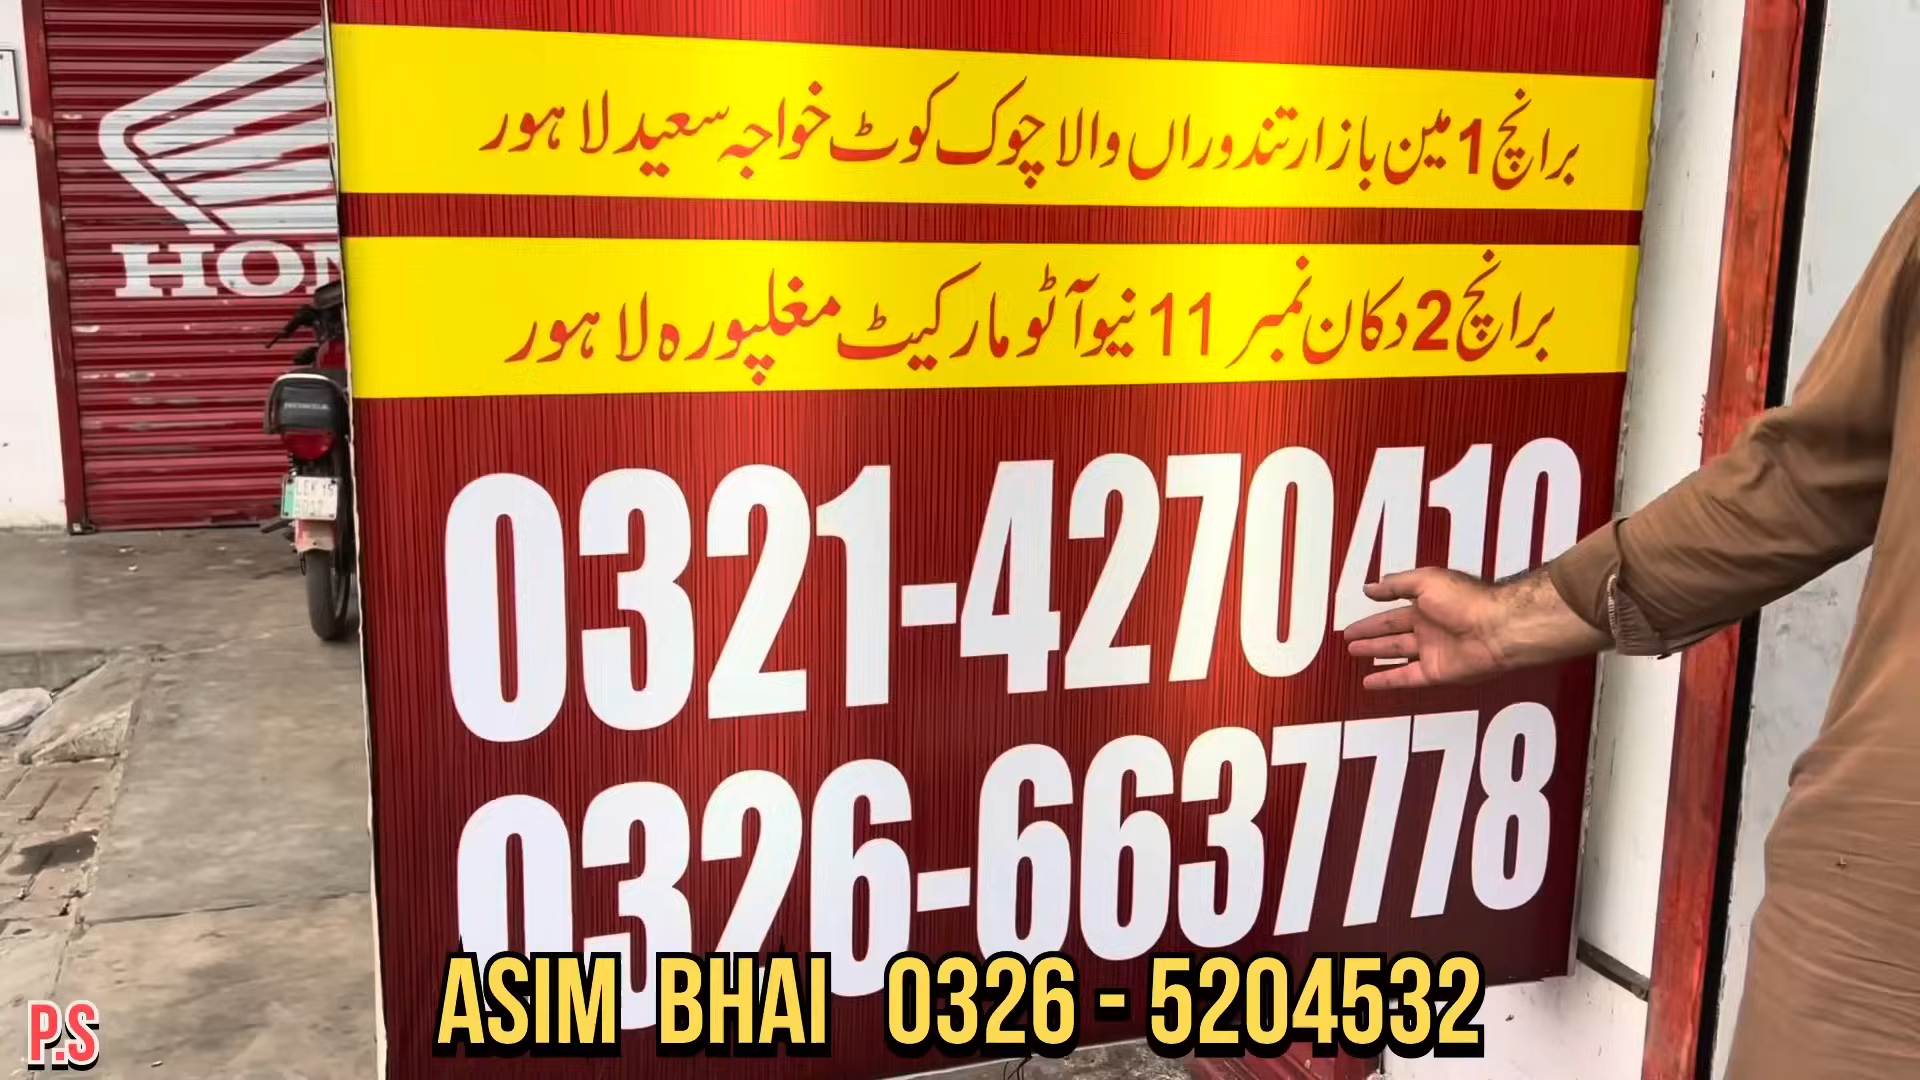 برانچ 1 مین بازار تندوراں والا چوک کوٹ خواجہ سعید لاہور
برانچ 2 دکان نمبر 11 نیو آٹو مارکیٹ مغلپورہ لاہور
0321-4270410
0326-6637778
ASIM BHAI 0326 - 5204532
P.S
HON